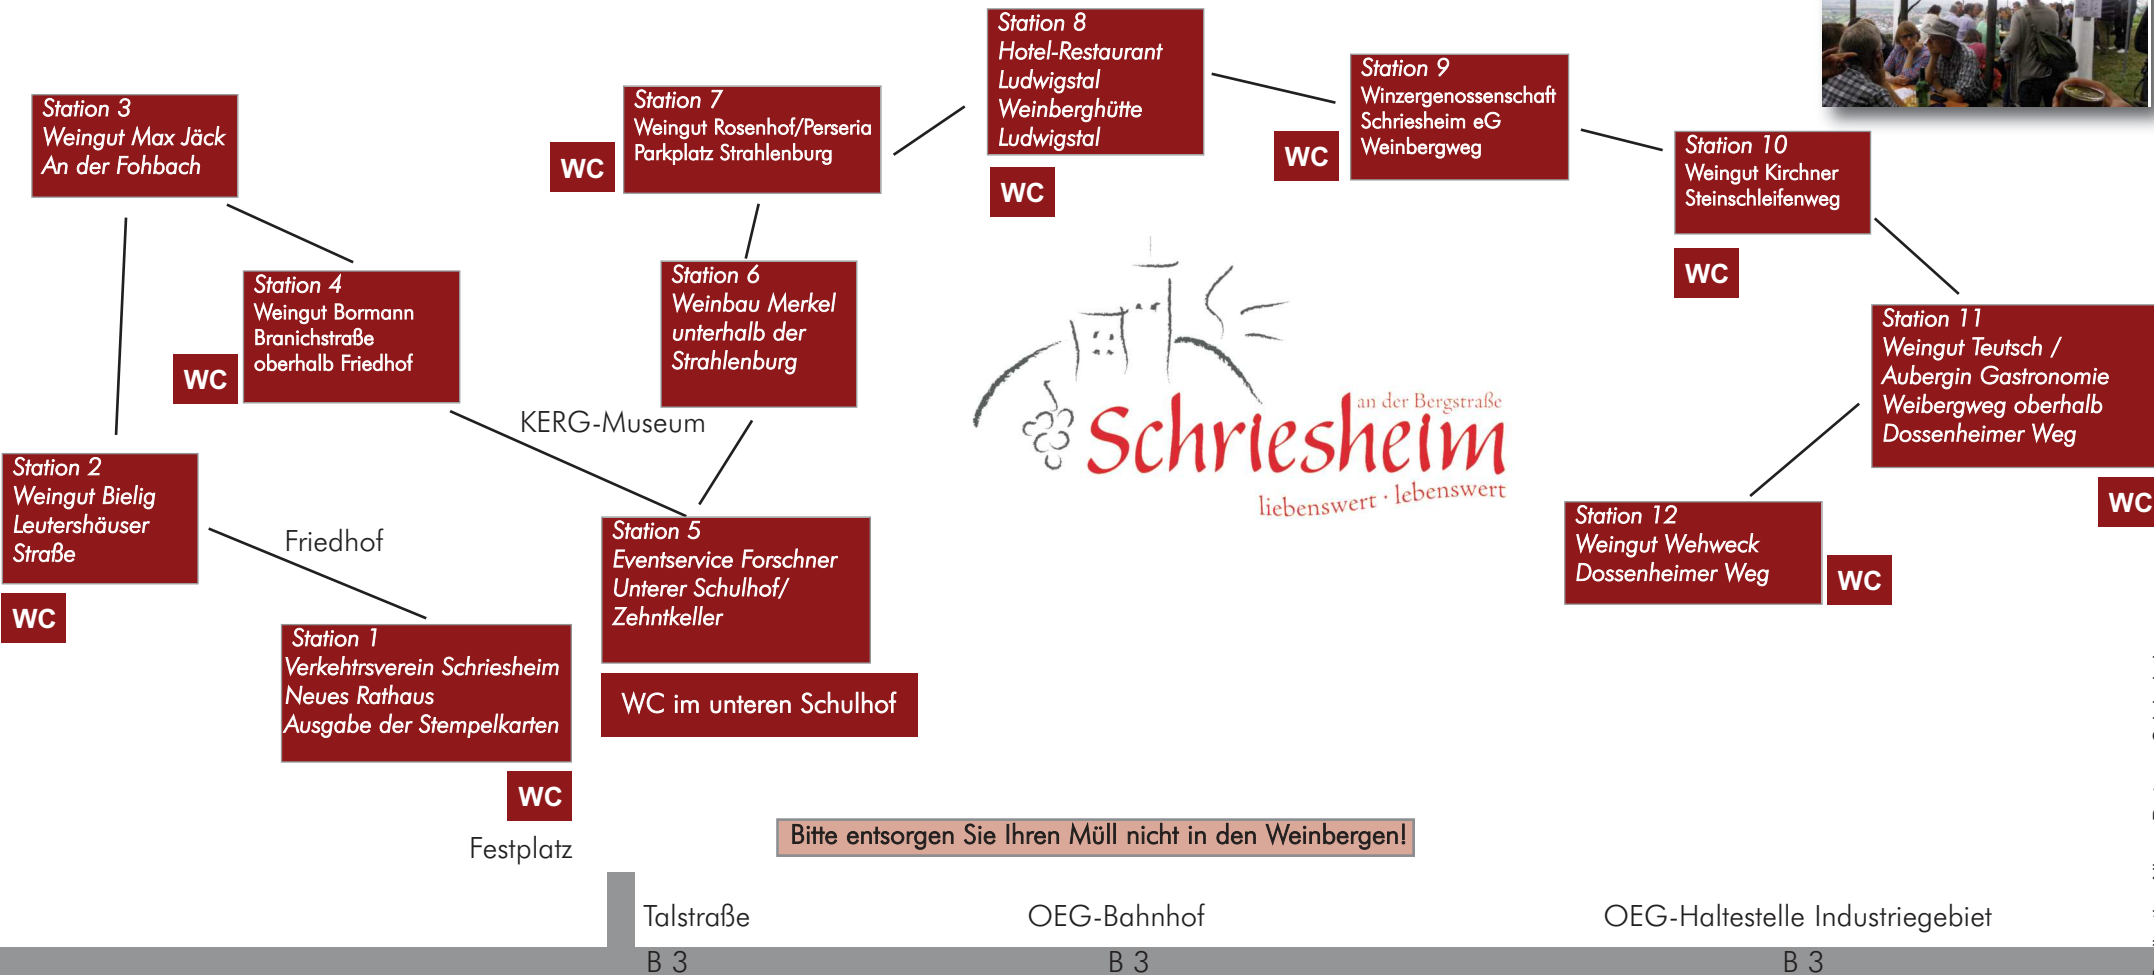 Station 1
Verkehtrsverein Schriesheim
Neues Rathaus
Ausgabe der Stempelkarten
WC
Festplatz
Friedhof
Station 2
Weingut Bielig
Leutershäuser
Straße
WC
Station 3
Weingut Max Jäck
An der Fohbach
Station 4
Weingut Bormann
Branichstraße
oberhalb Friedhof
WC
KERG-Museum
Station 5
Eventservice Forschner
Unterer Schulhof/
Zehntkeller
WC im unteren Schulhof
Station 6
Weinbau Merkel
unterhalb der
Strahlenburg
Station 7
Weingut Rosenhof/Perseria
Parkplatz Strahlenburg
WC
Station 8
Hotel-Restaurant
Ludwigstal
Weinberghütte
Ludwigstal
WC
Station 9
Winzergenossenschaft
Schriesheim eG
Weinbergweg
WC
Station 10
Weingut Kirchner
Steinschleifenweg
WC
Station 11
Weingut Teutsch /
Aubergin Gastronomie
Weibergweg oberhalb
Dossenheimer Weg
WC
Station 12
Weingut Wehweck
Dossenheimer Weg
WC
an der Bergstraße
Schriesheim
liebenswert · lebenswert
Bitte entsorgen Sie Ihren Müll nicht in den Weinbergen!
Talstraße
OEG-Bahnhof
OEG-Haltestelle Industriegebiet
B 3
B 3
B 3